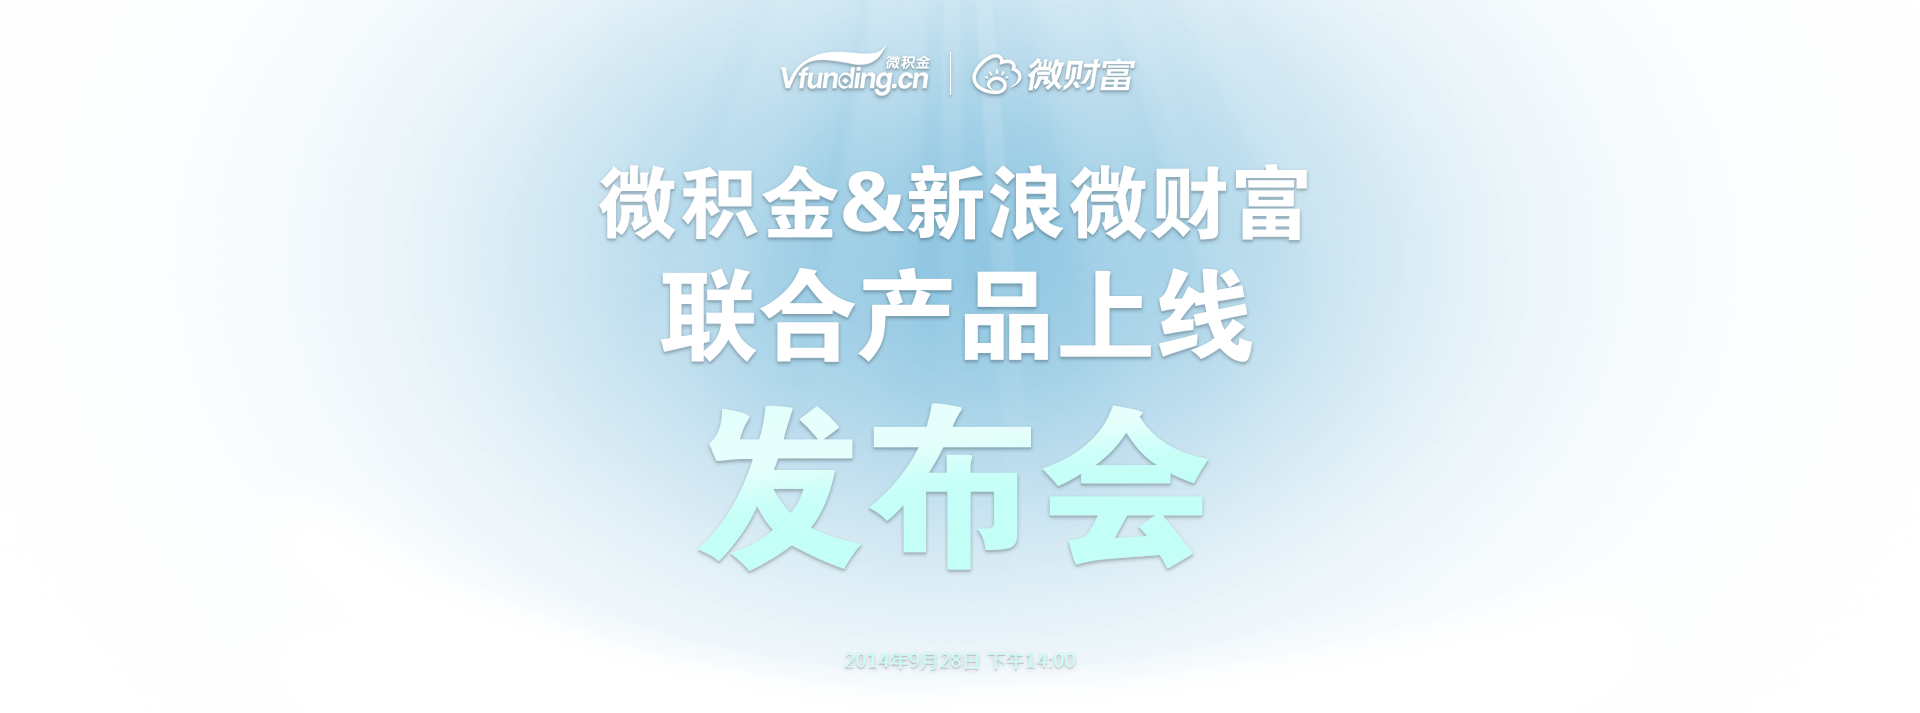 微积金
Vfunding.cn
微财富
微积金&新浪微财富
联合产品上线
发布会
2014年9月28日 下午14:00